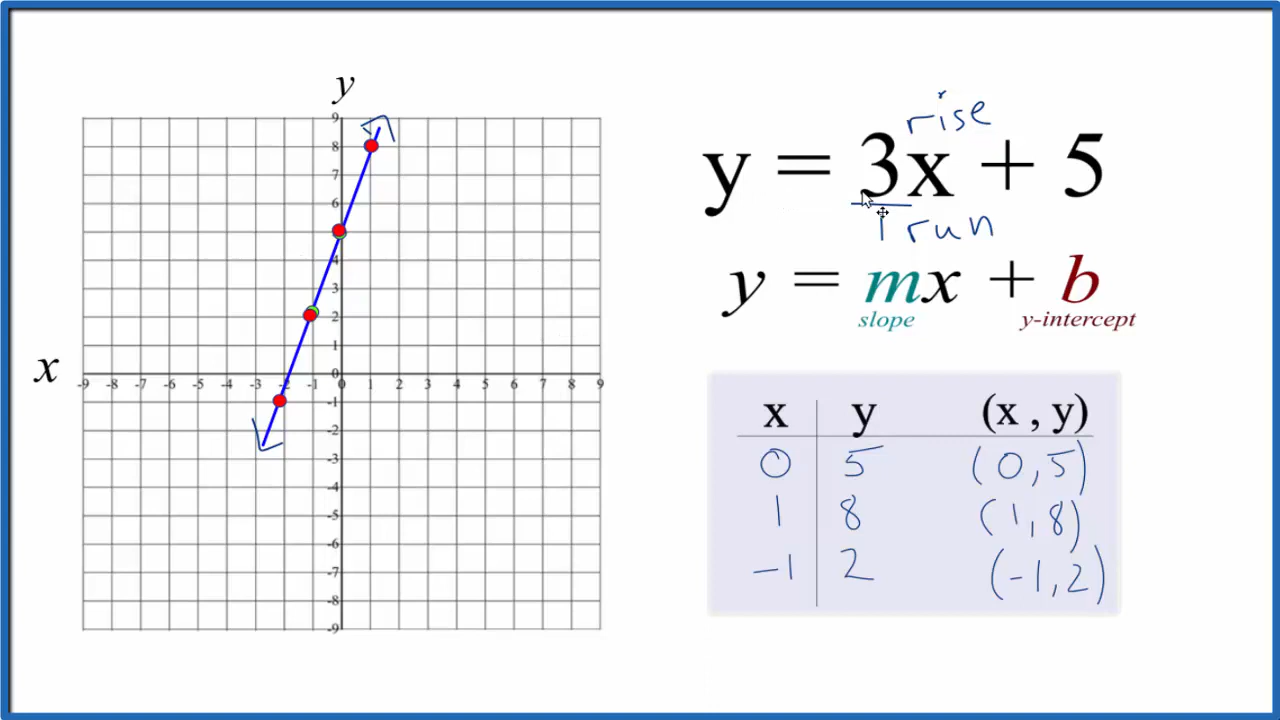 y
9
8
7
6
4
3
2
1
x
-9 -8 -7 -6 -5 -4 -3 -2 -1 0 1 2 3 4 5 6 7 8 9
0
-1
-2
-3
-4
-5
-6
-7
-8
-9
rise
y = 3x + 5
1 run
y = mx + b
slope y-intercept
x y (x , y)
0 5 (0,5)
1 8 (1,8)
-1 2 (-1,2)